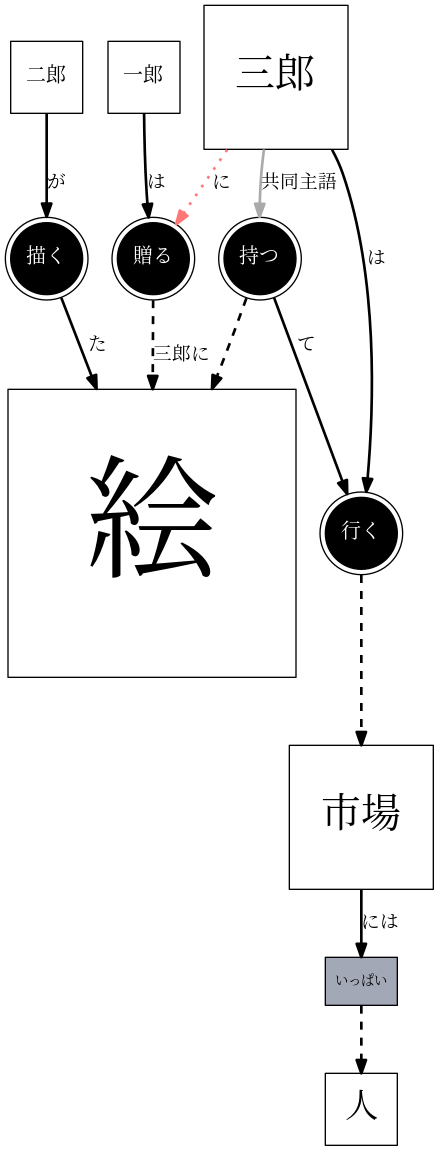 二郎
一郎
三郎
が
は
に
共同主語
描く
贈る
持つ
は
た
三郎に
て
絵
行く
市場
には
いっぱい
人